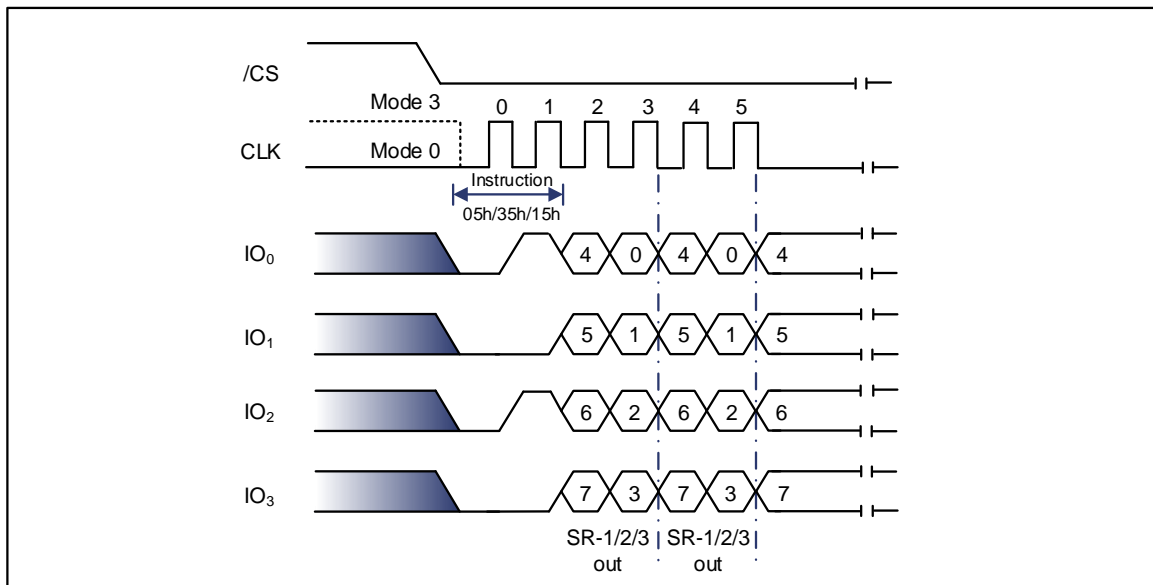 /CS
Mode 3 0 1 2 3 4 5
CLK Mode 0
Instruction
05h/35h/15h
IO₀ 4 0 4 0 4
IO₁ 5 1 5 1 5
IO₂ 6 2 6 2 6
IO₃ 7 3 7 3 7
SR-1/2/3 SR-1/2/3
out out